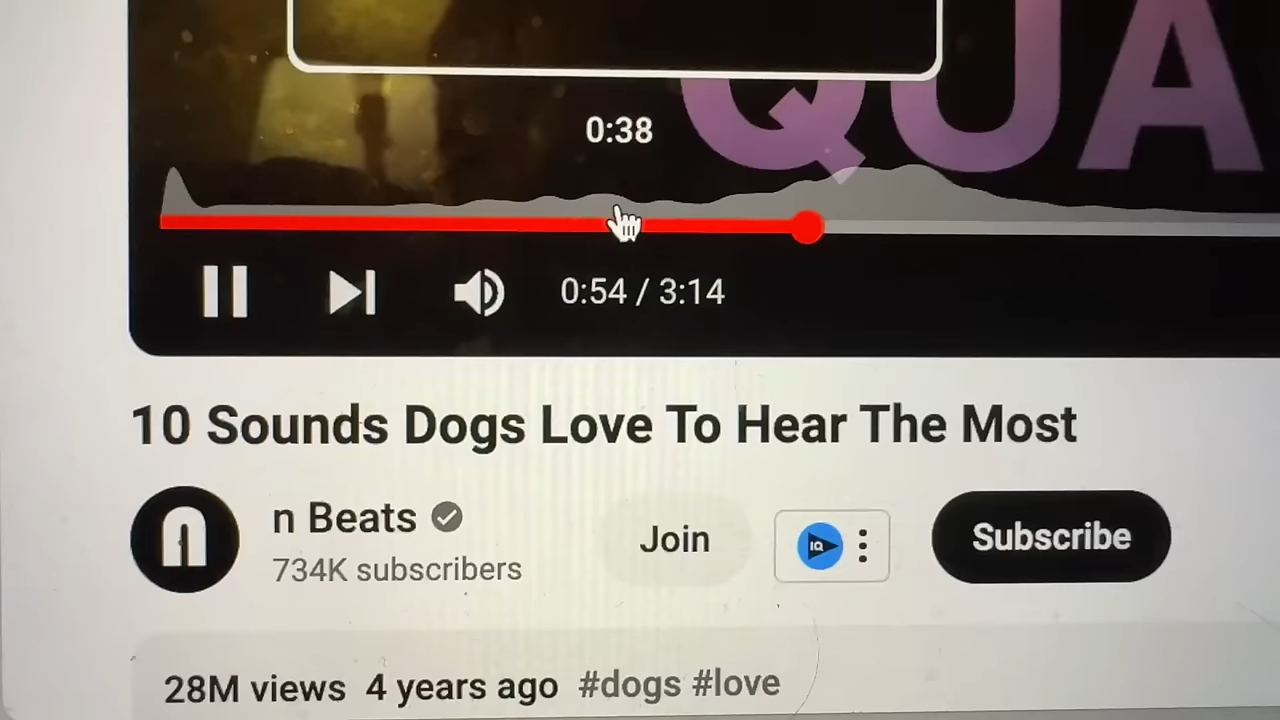 QUA
0:38
0:54 / 3:14
10 Sounds Dogs Love To Hear The Most
n Beats
734K subscribers
Join
IQ
Subscribe
28M views 4 years ago #dogs #love